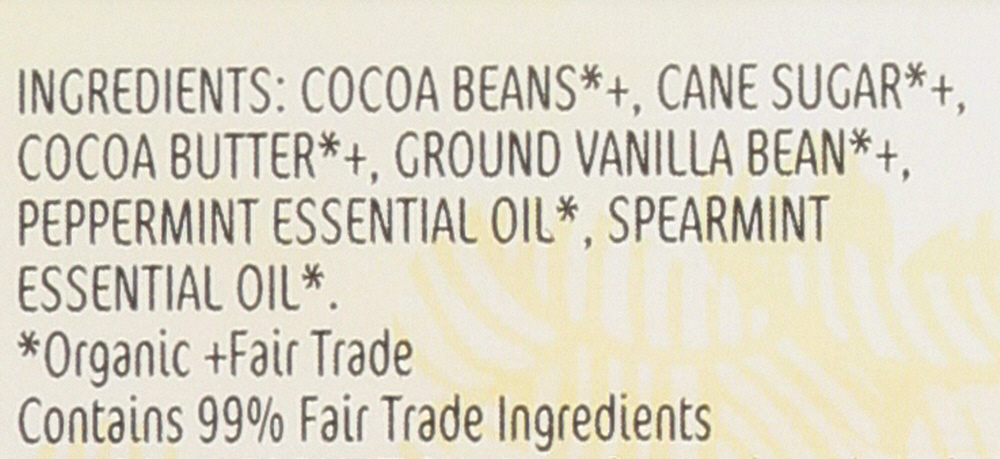 INGREDIENTS: COCOA BEANS*+, CANE SUGAR*+,
COCOA BUTTER*+, GROUND VANILLA BEAN*+,
PEPPERMINT ESSENTIAL OIL*, SPEARMINT
ESSENTIAL OIL*.
*Organic +Fair Trade
Contains 99% Fair Trade Ingredients